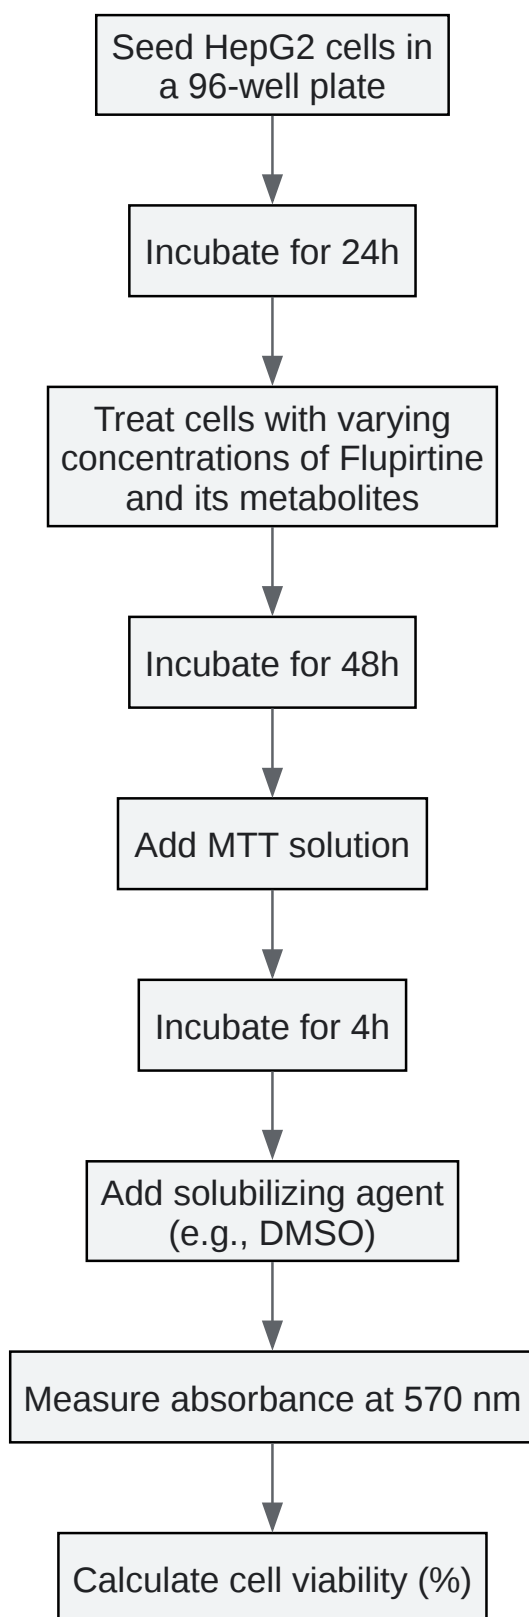 Seed HepG2 cells in
a 96-well plate
Incubate for 24h
Treat cells with varying
concentrations of Flupirtine
and its metabolites
Incubate for 48h
Add MTT solution
Incubate for 4h
Add solubilizing agent
(e.g., DMSO)
Measure absorbance at 570 nm
Calculate cell viability (%)